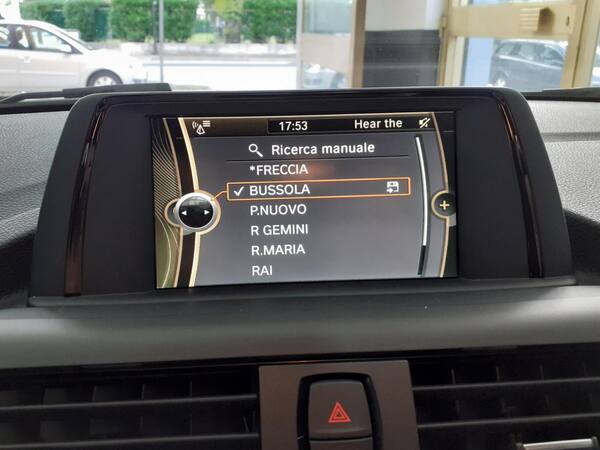 17:53 Hear the
Ricerca manuale
*FRECCIA
BUSSOLA
P.NUOVO
R GEMINI
R.MARIA
RAI